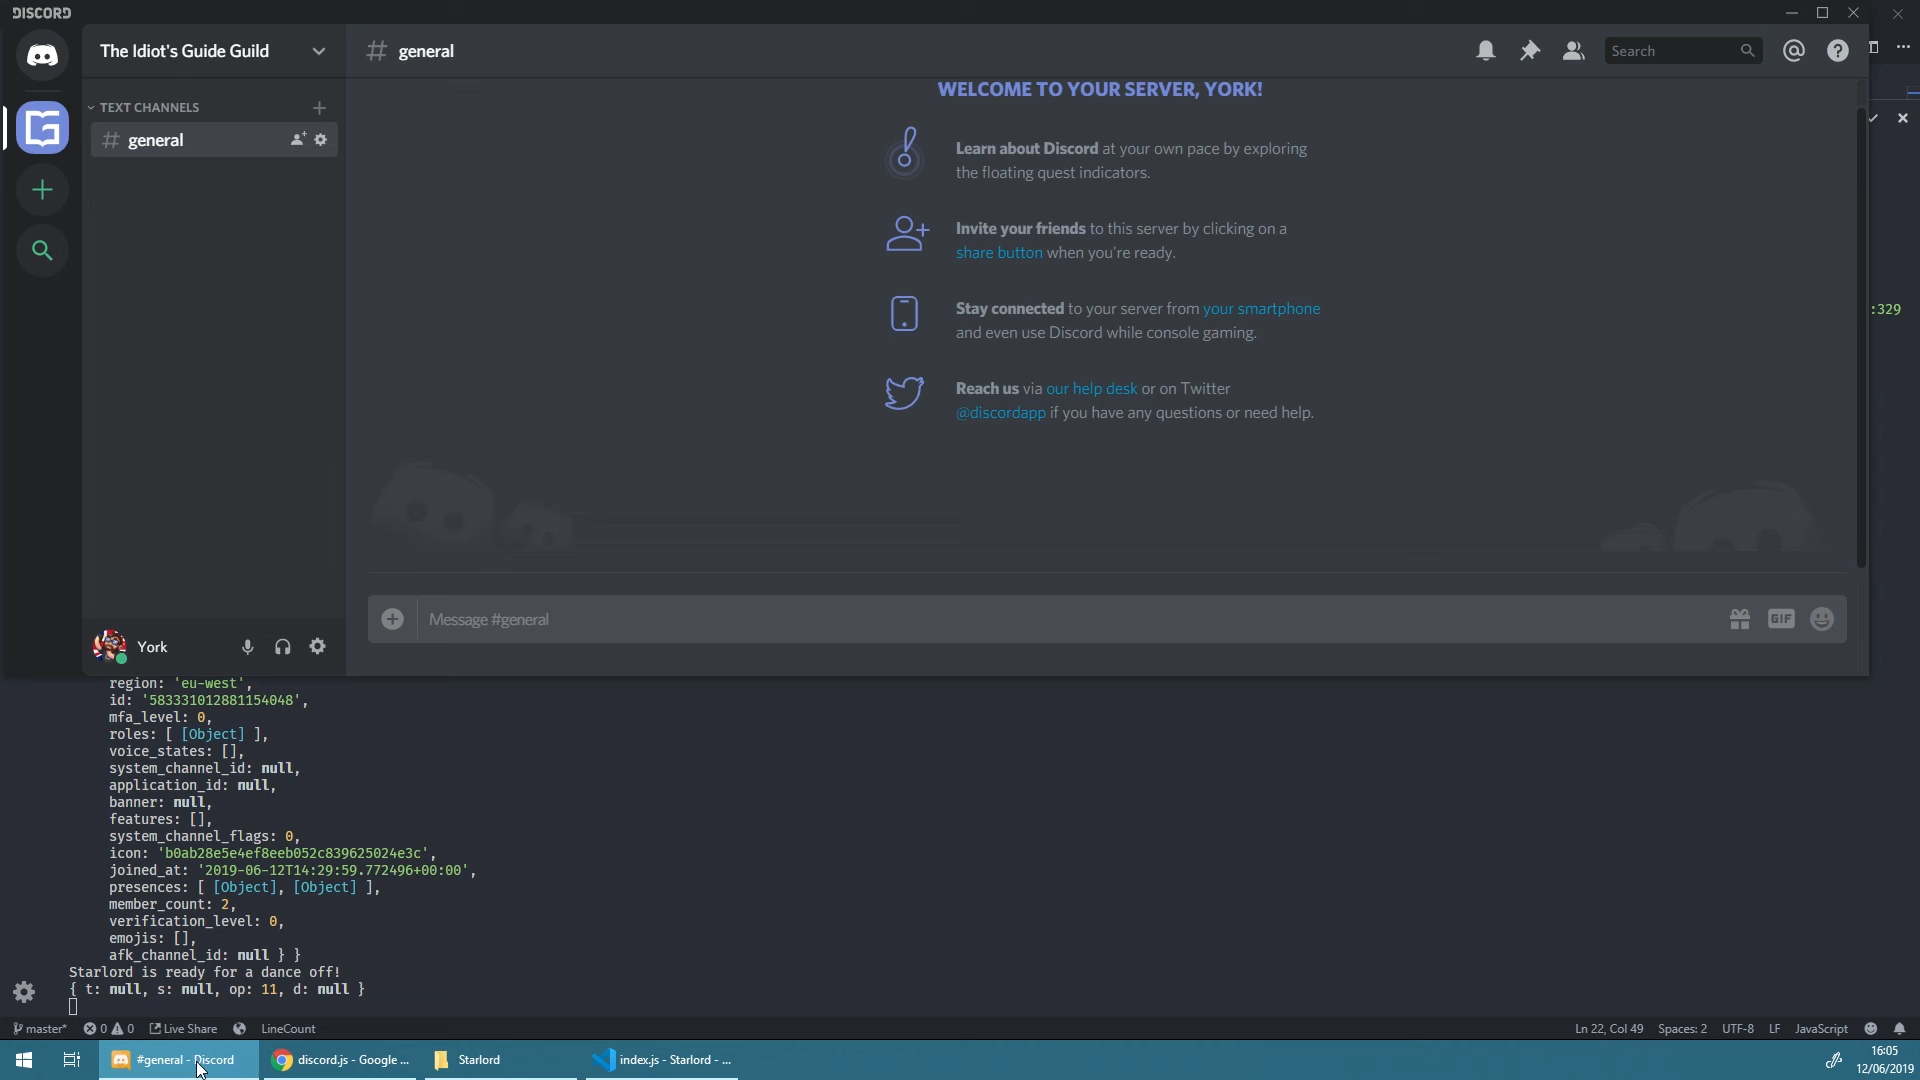 DISCORD
The Idiot's Guide Guild
general
Search
TEXT CHANNELS
general
WELCOME TO YOUR SERVER, YORK!
Learn about Discord at your own pace by exploring
the floating quest indicators.
Invite your friends to this server by clicking on a
share button when you're ready.
Stay connected to your server from your smartphone
and even use Discord while console gaming.
:329
Reach us via our help desk or on Twitter
@discordapp if you have any questions or need help.
Message #general
GIF
York
region: 'eu-west',
id: '583331012881154048',
mfa_level: 0,
roles: [ [Object] ],
voice_states: [],
system_channel_id: null,
application_id: null,
banner: null,
features: [],
system_channel_flags: 0,
icon: 'b0ab28e5e4ef8eeb052c839625024e3c',
joined_at: '2019-06-12T14:29:59.772496+00:00',
presences: [ [Object], [Object] ],
member_count: 2,
verification_level: 0,
emojis: [],
afk_channel_id: null } }
Starlord is ready for a dance off!
{ t: null, s: null, op: 11, d: null }
master* 0 0 Live Share LineCount Ln 22, Col 49 Spaces: 2 UTF-8 LF JavaScript
#general - Discord discord.js - Google ... Starlord index.js - Starlord - ... 16:05
12/06/2019